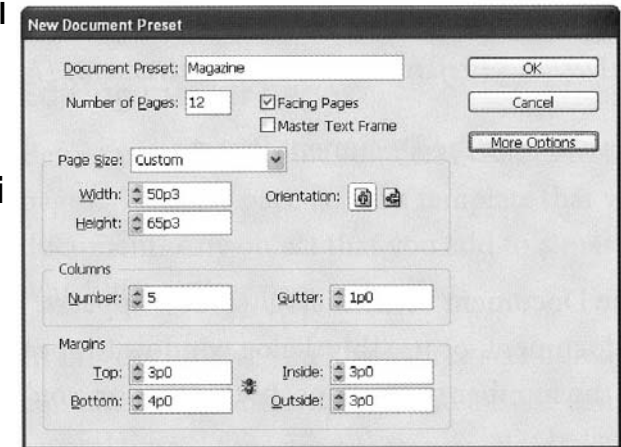 l
New Document Preset
Document Preset: Magazine
OK
Number of Pages: 12
Facing Pages
Cancel
Master Text Frame
More Options
Page Size: Custom
i
Width: 50p3
Orientation:
Height: 65p3
Columns
Number: 5
Gutter: 1p0
Margins
Top: 3p0
Inside: 3p0
Bottom: 4p0
Outside: 3p0